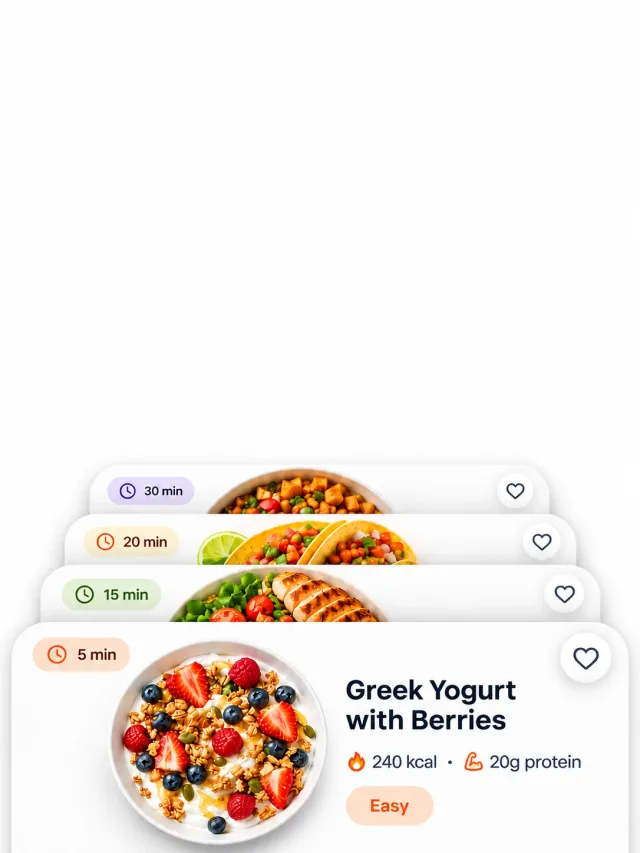 30 min
20 min
15 min
5 min
Greek Yogurt
with Berries
240 kcal • 20g protein
Easy